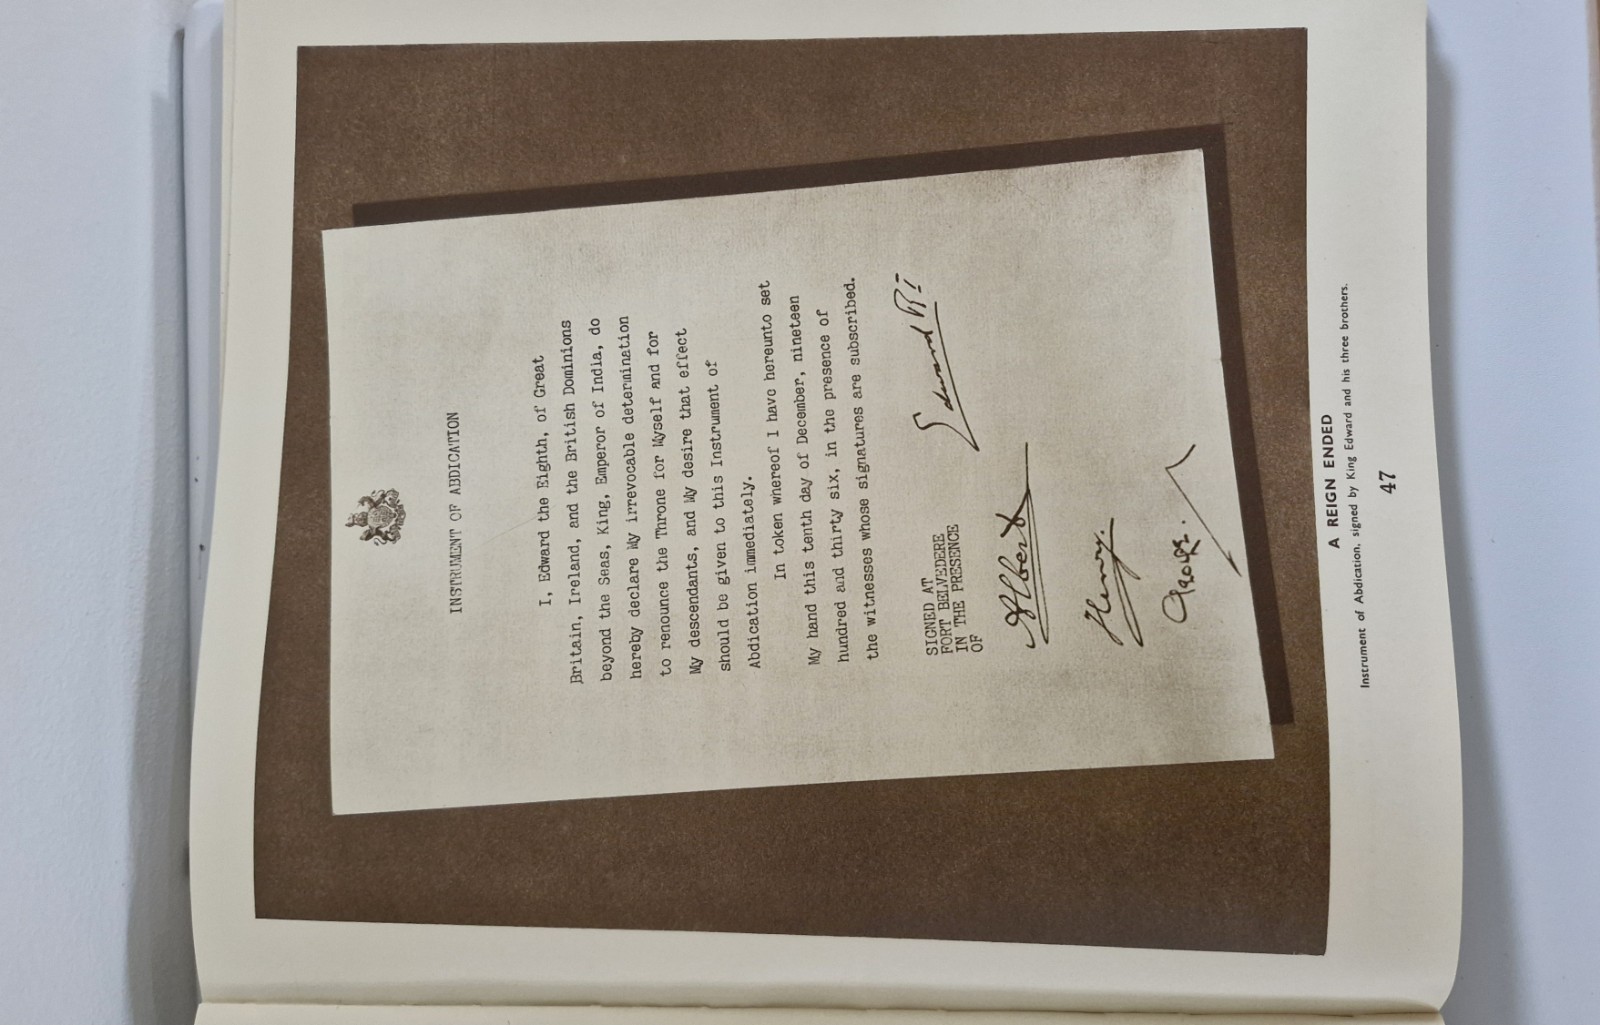 INSTRUMENT OF ABDICATION
I, Edward the Eighth, of Great
Britain, Ireland, and the British Dominions
beyond the Seas, King, Emperor of India, do
hereby declare My irrevocable determination
to renounce the Throne for Myself and for
My descendants, and My desire that effect
should be given to this Instrument of
Abdication immediately.
In token whereof I have hereunto set
My hand this tenth day of December, nineteen
hundred and thirty six, in the presence of
the witnesses whose signatures are subscribed.
Edward RI
SIGNED AT
FORT BELVEDERE
IN THE PRESENCE
OF
Albert
Henry.
George.
A REIGN ENDED
Instrument of Abdication, signed by King Edward and his three brothers.
47